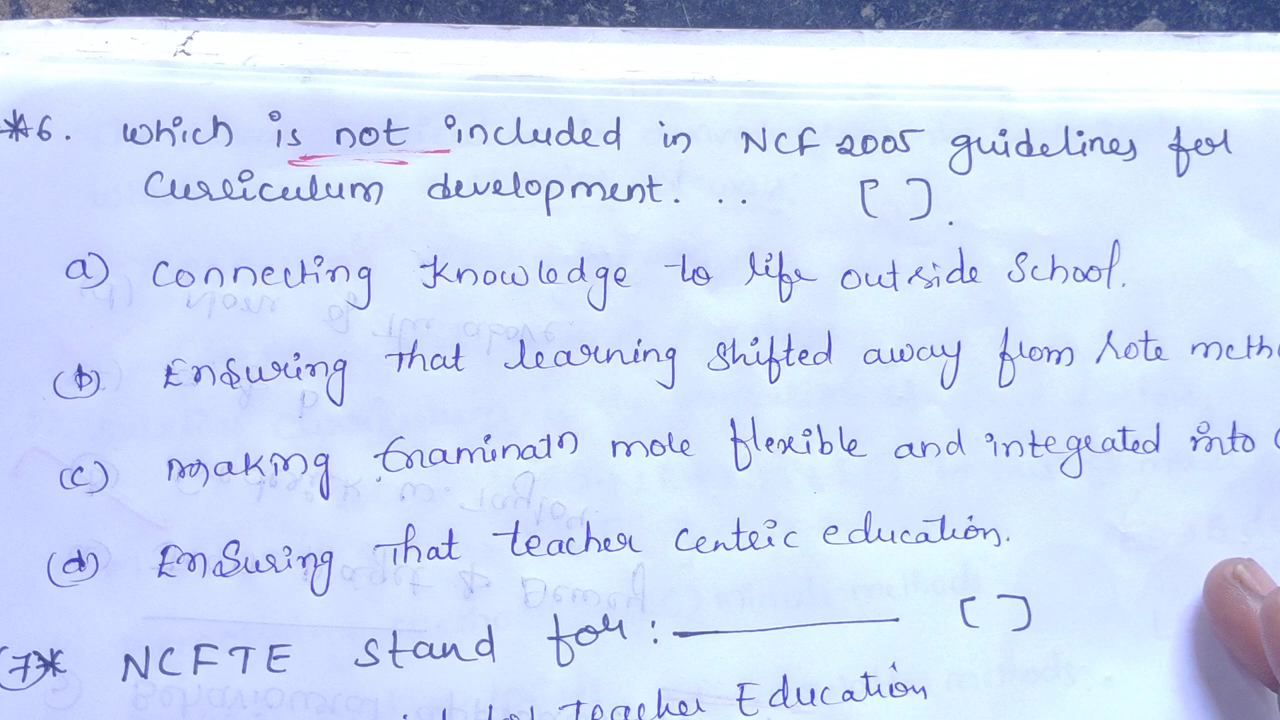 *6. which is not included in NCF 2005 guidelines for
Curriculum development. .. [ ].
a) Connecting Knowledge to life outside School.
(b) Ensuring that learning shifted away from rote meth
(c) making Examinatn more flexible and integrated into
(d) Ensuring that teacher centric education.
(7)* NCFTE stand for : ——— [ ]
teacher Education